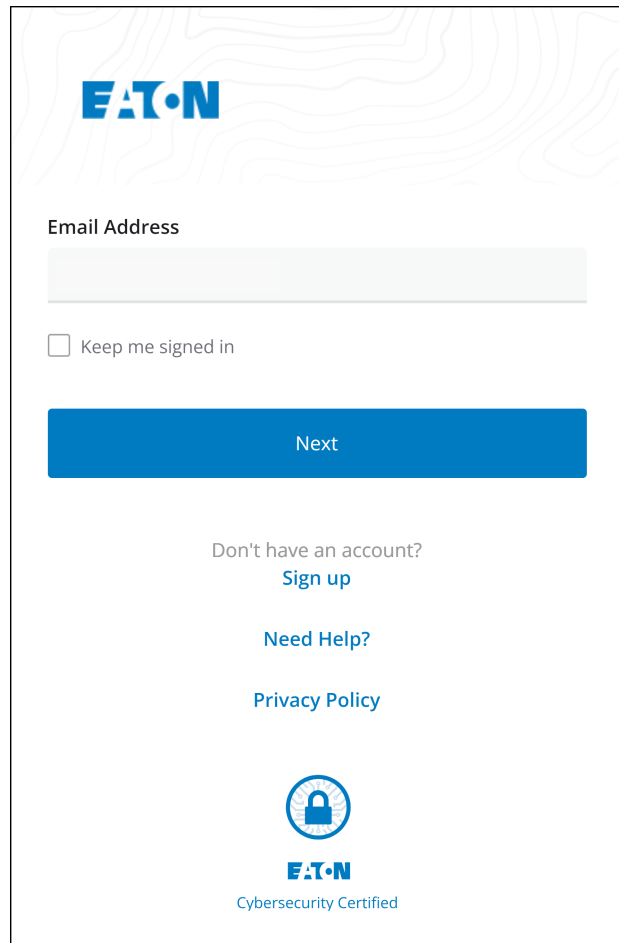 EATON
Email Address
Keep me signed in
Next
Don't have an account?
Sign up
Need Help?
Privacy Policy
EATON
Cybersecurity Certified